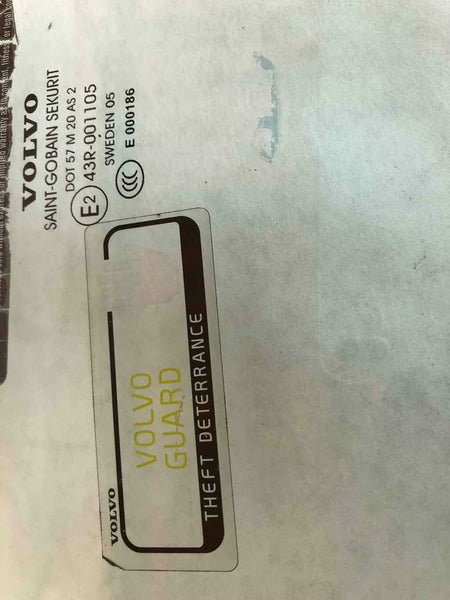 VOLVO
SAINT-GOBAIN SEKURIT
DOT 57 M 20 AS 2
E2 43R-001105
SWEDEN 05
CCC E 000186
VOLVO
VOLVO
GUARD
THEFT DETERRANCE